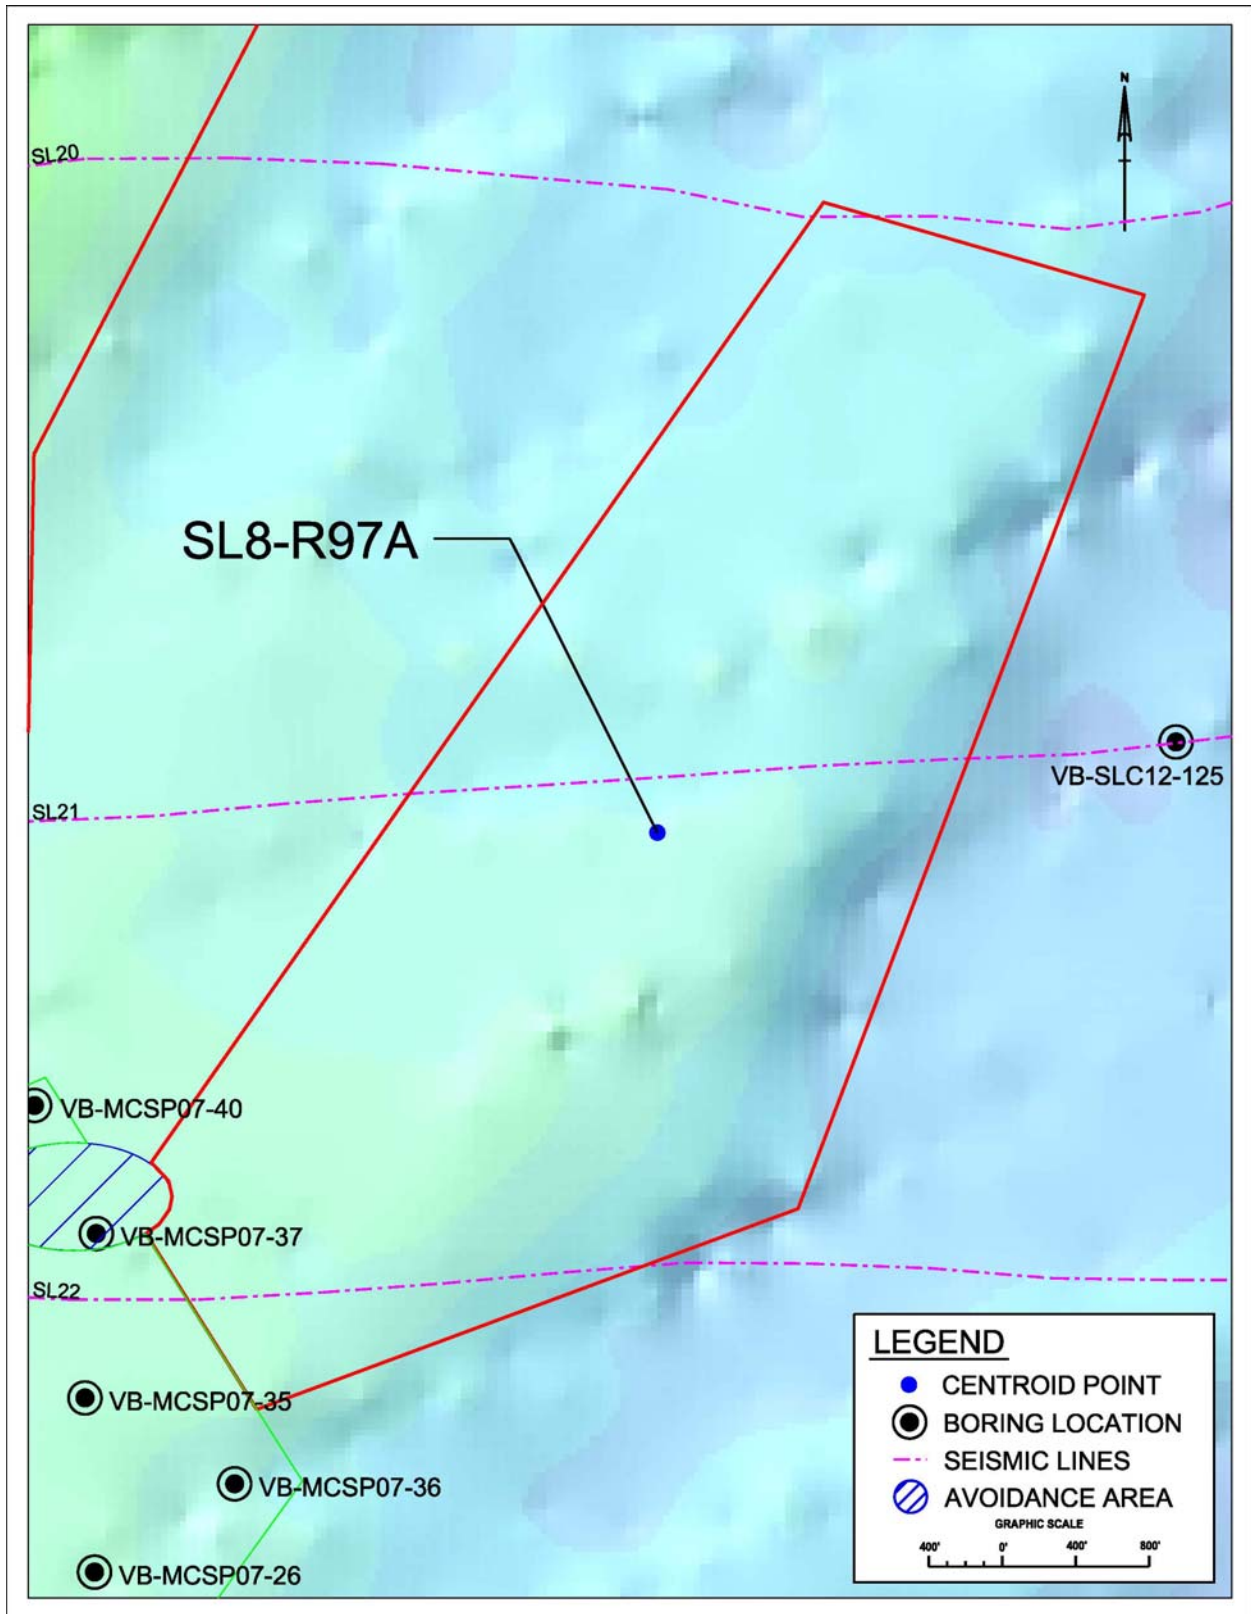 N
SL20
SL8-R97A
VB-SLC12-125
SL21
VB-MCSP07-40
VB-MCSP07-37
SL22
VB-MCSP07-35
VB-MCSP07-36
VB-MCSP07-26
LEGEND
CENTROID POINT
BORING LOCATION
SEISMIC LINES
AVOIDANCE AREA
GRAPHIC SCALE
400' 0' 400' 800'